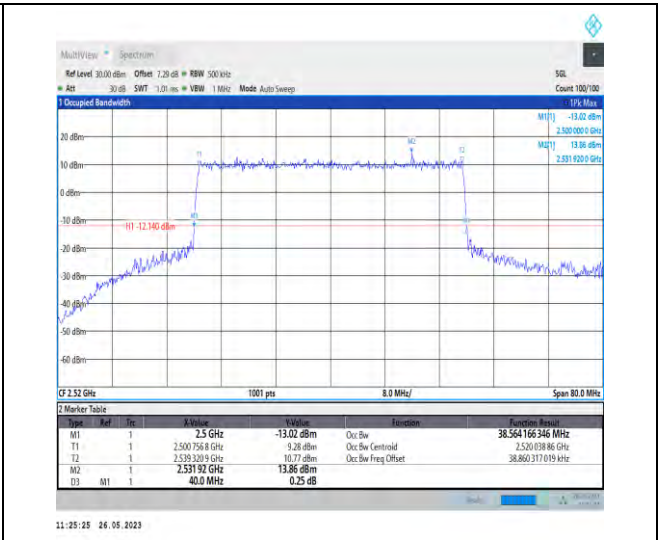 MultiView Spectrum
Ref Level 30.00 dBm Offset 7.29 dB RBW 500 kHz SGL
Att 30 dB SWT 1.01 ms VBW 1 MHz Mode Auto Sweep Count 100/100
1 Occupied Bandwidth 1Pk Max
M1[1] -13.02 dBm
2.500 000 0 GHz
20 dBm
M2[1] 13.86 dBm
2.531 920 0 GHz
M2
T1
T2
10 dBm
0 dBm
M1
-10 dBm
H1 -12.140 dBm
-20 dBm
-30 dBm
-40 dBm
-50 dBm
-60 dBm
CF 2.52 GHz 1001 pts 8.0 MHz/ Span 80.0 MHz
2 Marker Table
Type Ref Trc X-Value Y-Value Function Function Result
M1 1 2.5 GHz -13.02 dBm Occ Bw 38.564 166 346 MHz
T1 1 2.500 756 8 GHz 9.28 dBm Occ Bw Centroid 2.520 038 86 GHz
T2 1 2.539 320 9 GHz 10.77 dBm Occ Bw Freq Offset 38.860 317 019 kHz
M2 1 2.531 92 GHz 13.86 dBm
D3 M1 1 40.0 MHz 0.25 dB
11:25:25 26.05.2023